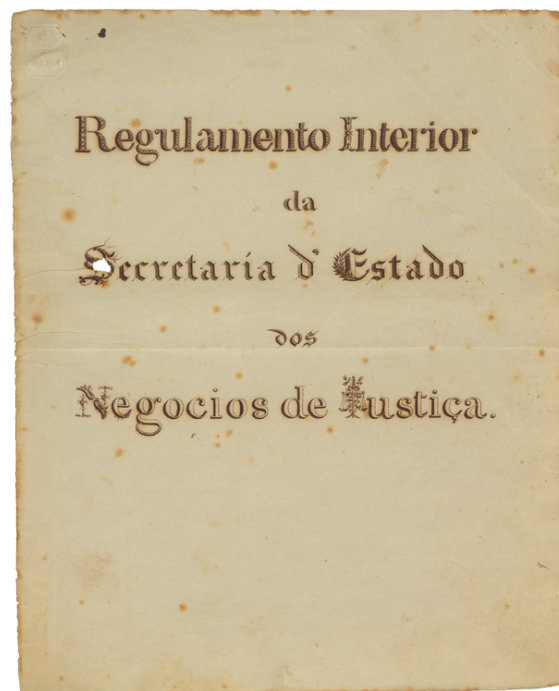 Regulamento Interior
da
Secretaria d' Estado
dos
Negocios de Justiça.